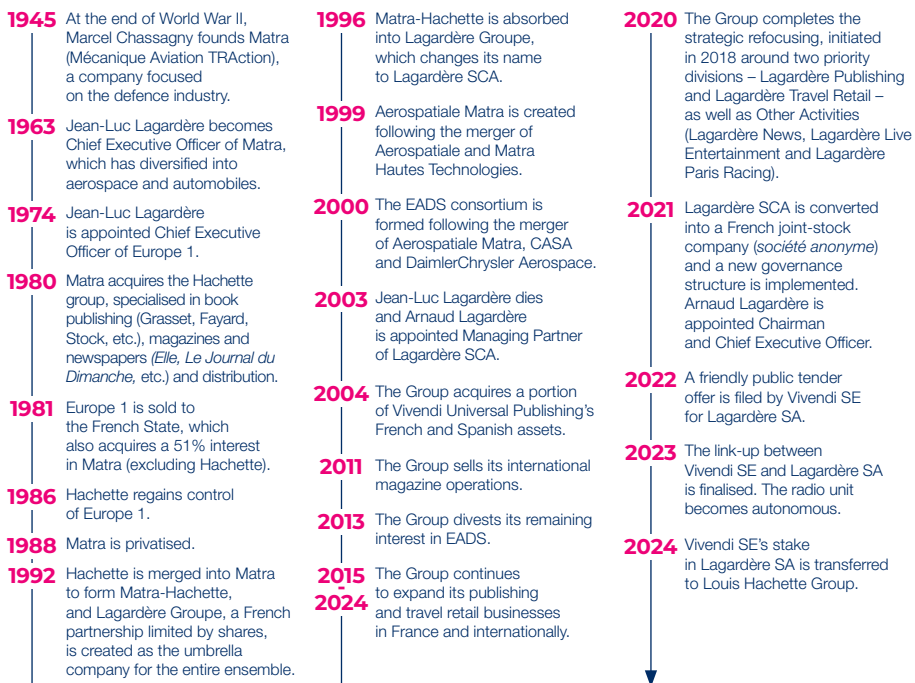 1945 At the end of World War II,
Marcel Chassagny founds Matra
(Mécanique Aviation TRAction),
a company focused
on the defence industry.
1963 Jean-Luc Lagardère becomes
Chief Executive Officer of Matra,
which has diversified into
aerospace and automobiles.
1974 Jean-Luc Lagardère
is appointed Chief Executive
Officer of Europe 1.
1980 Matra acquires the Hachette
group, specialised in book
publishing (Grasset, Fayard,
Stock, etc.), magazines and
newspapers (Elle, Le Journal du
Dimanche, etc.) and distribution.
1981 Europe 1 is sold to
the French State, which
also acquires a 51% interest
in Matra (excluding Hachette).
1986 Hachette regains control
of Europe 1.
1988 Matra is privatised.
1992 Hachette is merged into Matra
to form Matra-Hachette,
and Lagardère Groupe, a French
partnership limited by shares,
is created as the umbrella
company for the entire ensemble.
1996 Matra-Hachette is absorbed
into Lagardère Groupe,
which changes its name
to Lagardère SCA.
1999 Aerospatiale Matra is created
following the merger of
Aerospatiale and Matra
Hautes Technologies.
2000 The EADS consortium is
formed following the merger
of Aerospatiale Matra, CASA
and DaimlerChrysler Aerospace.
2003 Jean-Luc Lagardère dies
and Arnaud Lagardère
is appointed Managing Partner
of Lagardère SCA.
2004 The Group acquires a portion
of Vivendi Universal Publishing's
French and Spanish assets.
2011 The Group sells its international
magazine operations.
2013 The Group divests its remaining
interest in EADS.
2015 The Group continues
- to expand its publishing
2024 and travel retail businesses
in France and internationally.
2020 The Group completes the
strategic refocusing, initiated
in 2018 around two priority
divisions – Lagardère Publishing
and Lagardère Travel Retail –
as well as Other Activities
(Lagardère News, Lagardère Live
Entertainment and Lagardère
Paris Racing).
2021 Lagardère SCA is converted
into a French joint-stock
company (société anonyme)
and a new governance
structure is implemented.
Arnaud Lagardère is
appointed Chairman
and Chief Executive Officer.
2022 A friendly public tender
offer is filed by Vivendi SE
for Lagardère SA.
2023 The link-up between
Vivendi SE and Lagardère SA
is finalised. The radio unit
becomes autonomous.
2024 Vivendi SE's stake
in Lagardère SA is transferred
to Louis Hachette Group.